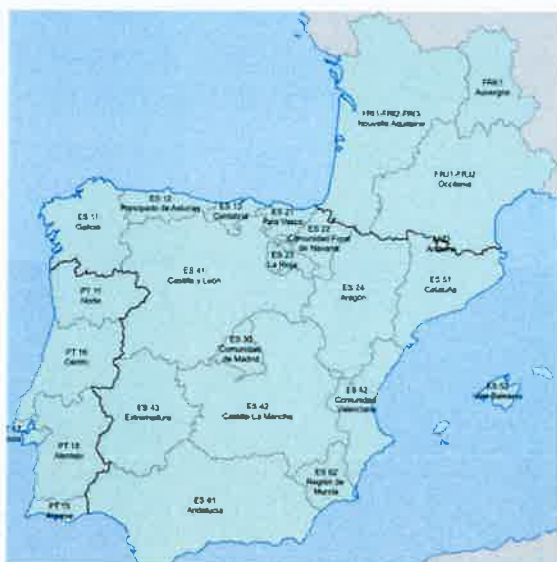 FRK1
Auvergne
FRI1-FRI2-FRI3
Nouvelle Aquitaine
FRJ1-FRJ2
Occitanie
ES 12
Principado de Asturias
ES 13
Cantabria
ES 21
País Vasco
ES 22
Comunidad Foral
de Navarra
ES 11
Galicia
ES 23
La Rioja
ES 41
Castilla y León
ES 24
Aragón
ES 51
Cataluña
PT 11
Norte
ES 30
Comunidad
de Madrid
PT 16
Centro
ES 53
ES 52
Comunidad
Valenciana
ES 43
Extremadura
ES 42
Castilla-La Mancha
PT 18
Alentejo
ES 62
Región de
Murcia
ES 61
Andalucía
PT 15
Algarve